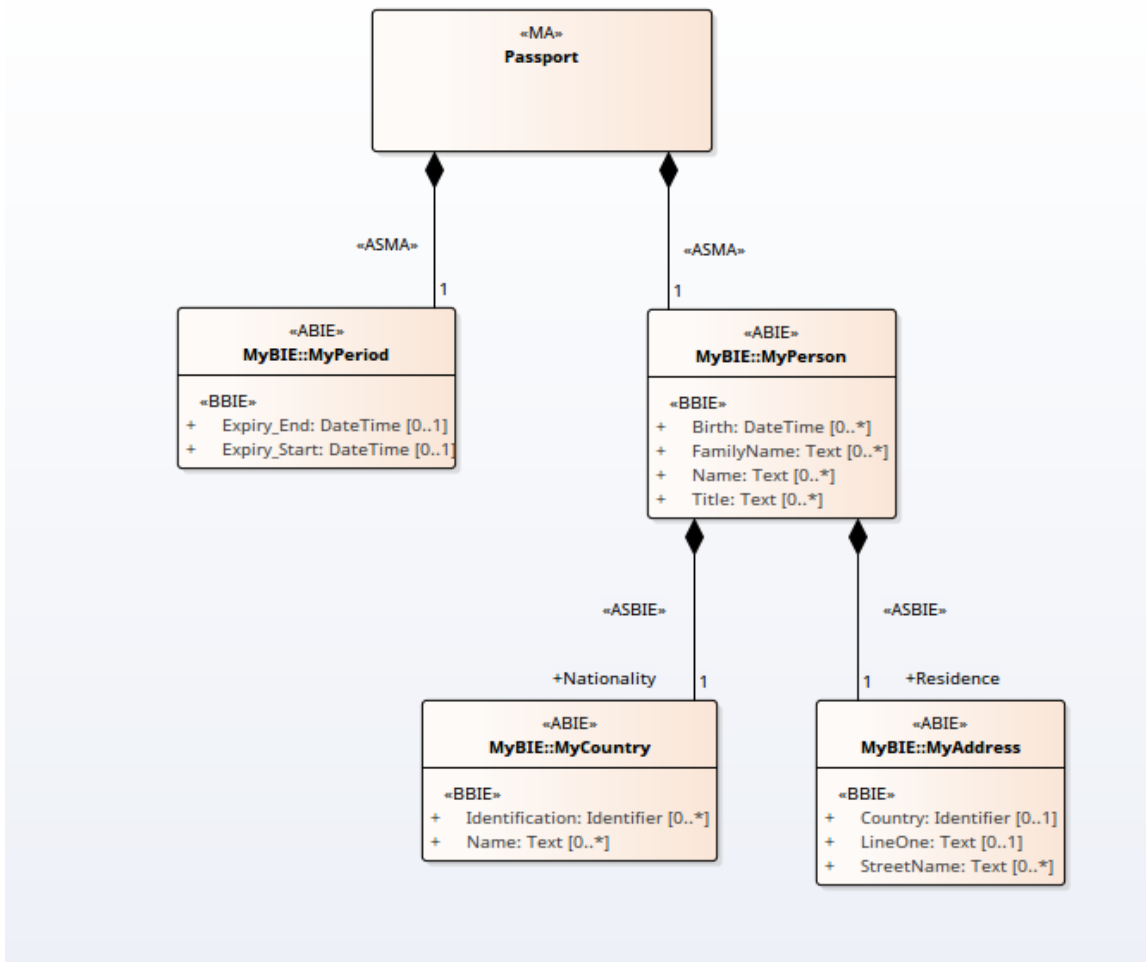 «MA»
Passport
«ASMA»
«ASMA»
1
1
«ABIE»
MyBIE::MyPeriod
«BBIE»
+ Expiry_End: DateTime [0..1]
+ Expiry_Start: DateTime [0..1]
«ABIE»
MyBIE::MyPerson
«BBIE»
+ Birth: DateTime [0..*]
+ FamilyName: Text [0..*]
+ Name: Text [0..*]
+ Title: Text [0..*]
«ASBIE»
«ASBIE»
+Nationality 1
1 +Residence
«ABIE»
MyBIE::MyCountry
«BBIE»
+ Identification: Identifier [0..*]
+ Name: Text [0..*]
«ABIE»
MyBIE::MyAddress
«BBIE»
+ Country: Identifier [0..1]
+ LineOne: Text [0..1]
+ StreetName: Text [0..*]